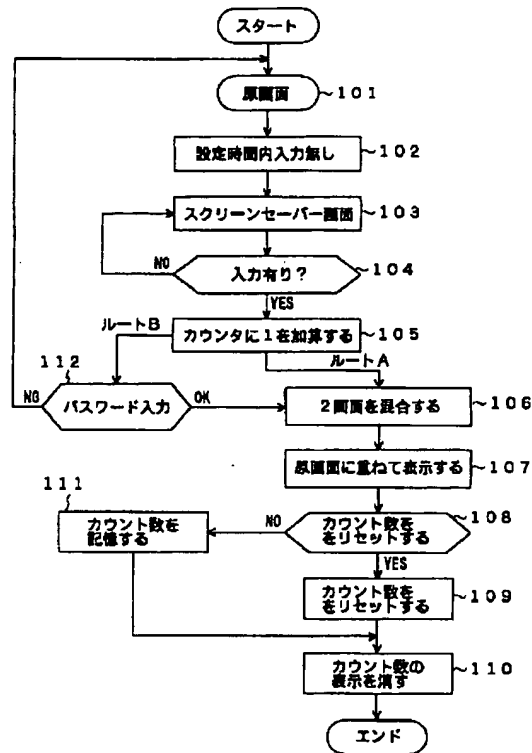 スタート
原画面 ~101
設定時間内入力無し ~102
スクリーンセーバー画面 ~103
NO
入力有り? ~104
YES
ルートB
カウンタに1を加算する ~105
ルートA
112
NG
パスワード入力
OK
2画面を混合する ~106
原画面に重ねて表示する ~107
111
カウント数を
記憶する
NO
カウント数を
をリセットする
108
YES
カウント数を
をリセットする ~109
カウント数の
表示を消す ~110
エンド